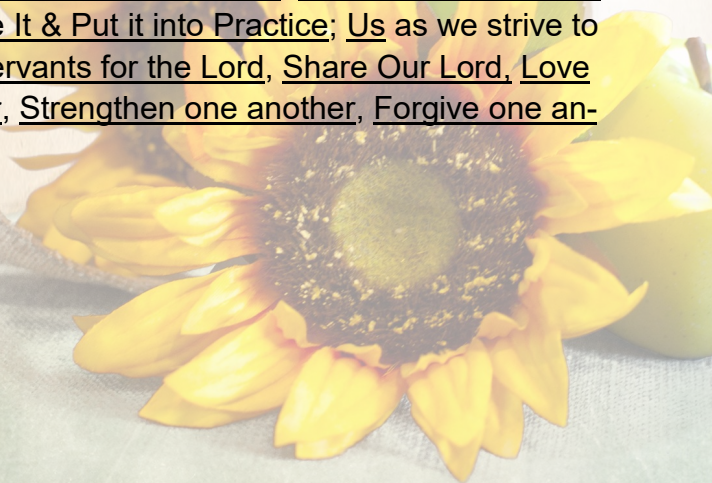 It & Put it into Practice; Us as we strive to
ervants for the Lord, Share Our Lord, Love
, Strengthen one another, Forgive one an-